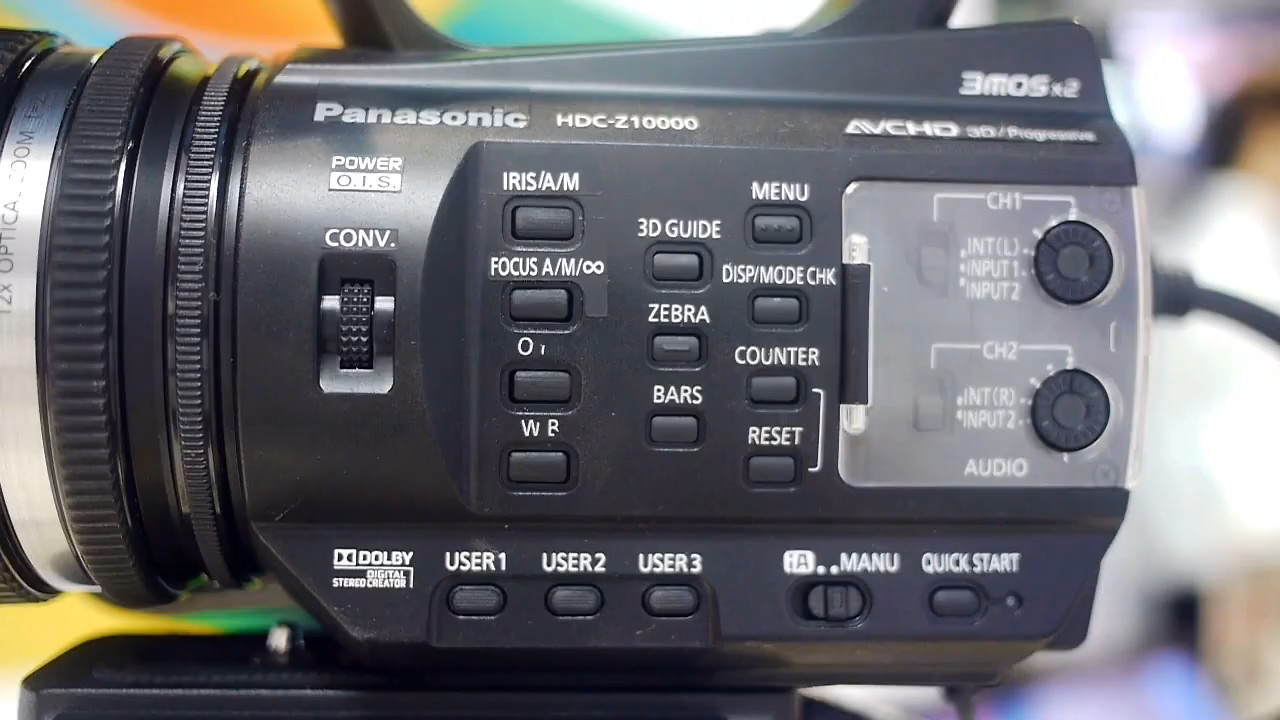 3MOS x2
Panasonic HDC-Z10000
AVCHD 3D/Progressive
12x OPTICAL ZOOM
POWER
O.I.S.
CONV.
IRIS/A/M
FOCUS A/M/∞
W B
3D GUIDE
ZEBRA
BARS
MENU
DISP/MODE CHK
COUNTER
RESET
CH1
INT(L)
INPUT1
INPUT2
CH2
INT(R)
INPUT2
AUDIO
DOLBY
DIGITAL
STEREO CREATOR
USER1
USER2
USER3
iA..MANU
QUICK START